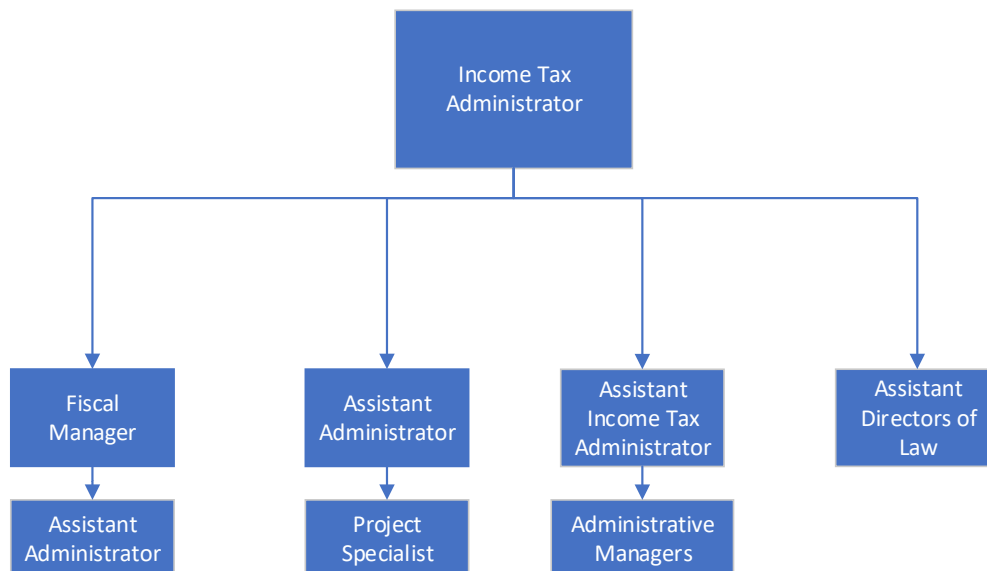 Income Tax
Administrator
Fiscal
Manager
Assistant
Administrator
Assistant
Income Tax
Administrator
Assistant
Directors of
Law
Assistant
Administrator
Project
Specialist
Administrative
Managers